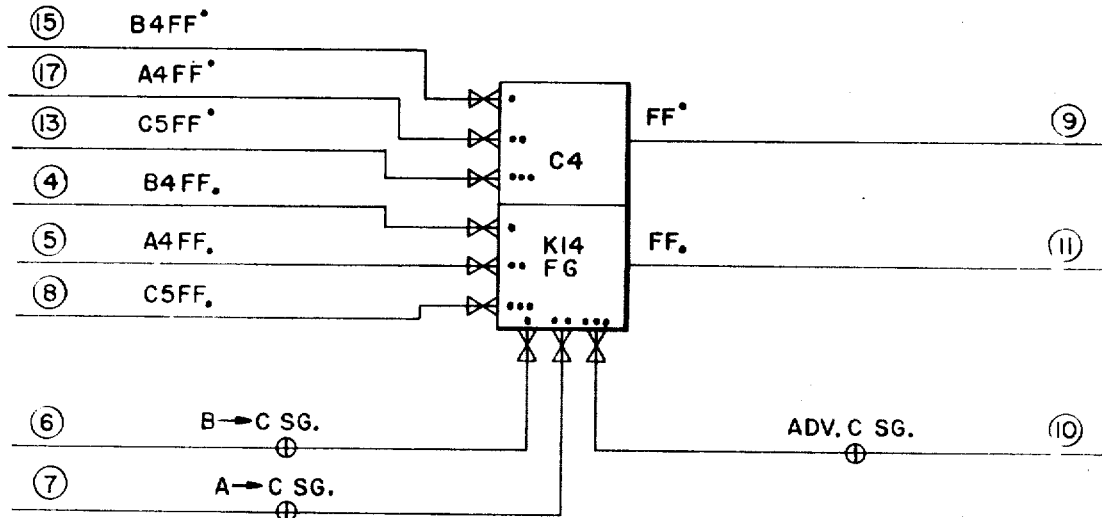 15 B4FF•
17 A4FF•
13 C5FF•
4 B4FF.
5 A4FF.
8 C5FF.
C4
K14
FG
FF• 9
FF. 11
6 B→C SG.
7 A→C SG.
ADV. C SG. 10